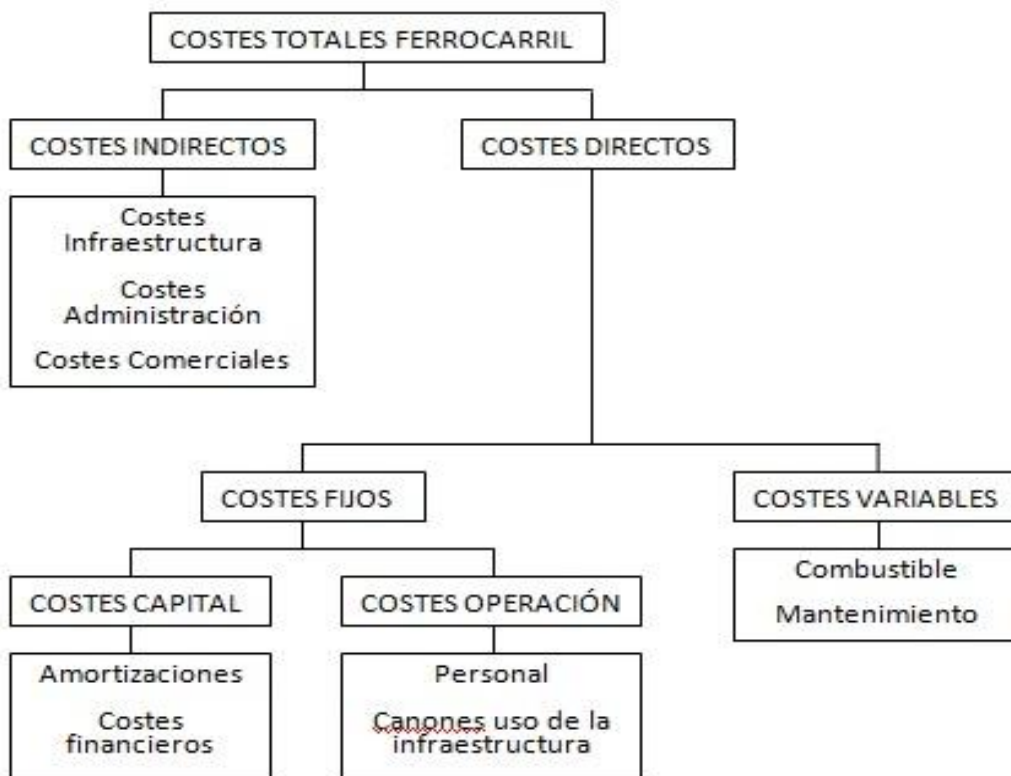 COSTES TOTALES FERROCARRIL
COSTES INDIRECTOS
COSTES DIRECTOS
Costes
Infraestructura
Costes
Administración
Costes Comerciales
COSTES FIJOS
COSTES VARIABLES
COSTES CAPITAL
COSTES OPERACIÓN
Combustible
Mantenimiento
Amortizaciones
Costes
financieros
Personal
Canones uso de la
infraestructura